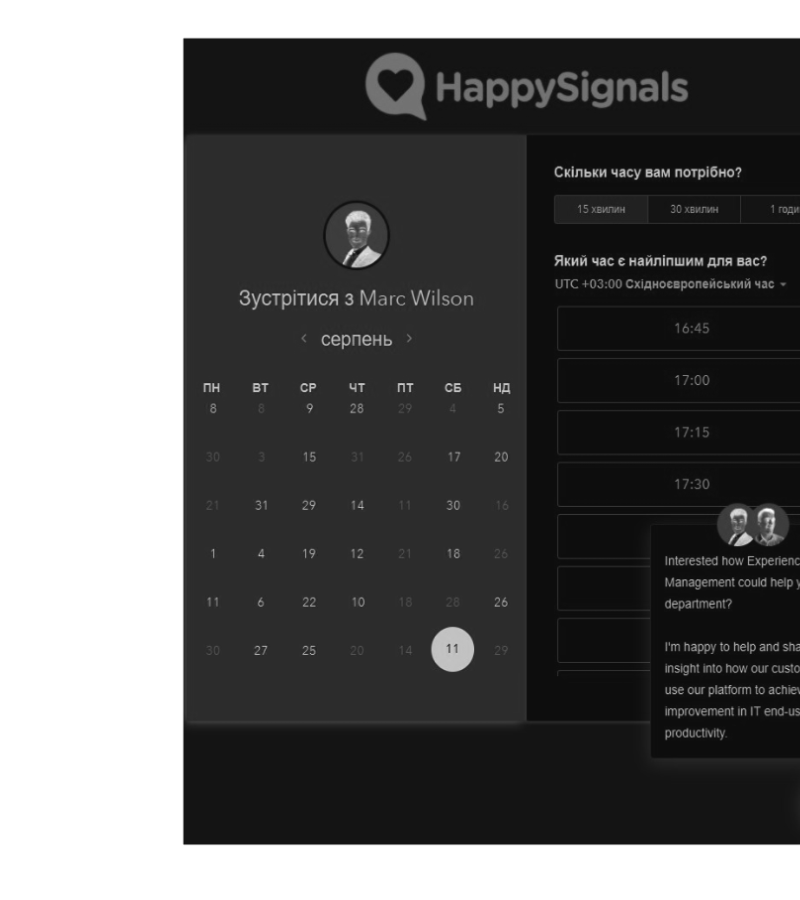 HappySignals
Зустрітися з Marc Wilson
серпень
ПН ВТ СР ЧТ ПТ СБ НД
8 8 9 28 29 4 5
30 3 15 31 26 17 20
21 31 29 14 11 30 16
1 4 19 12 21 18 26
11 6 22 10 18 28 26
30 27 25 20 14 11 29
Скільки часу вам потрібно?
15 хвилин 30 хвилин 1 годи
Який час є найліпшим для вас?
UTC +03:00 Східноєвропейський час
16:45
17:00
17:15
17:30
Interested how Experienc
Management could help y
department?
I'm happy to help and sha
insight into how our custo
use our platform to achiev
improvement in IT end-us
productivity.